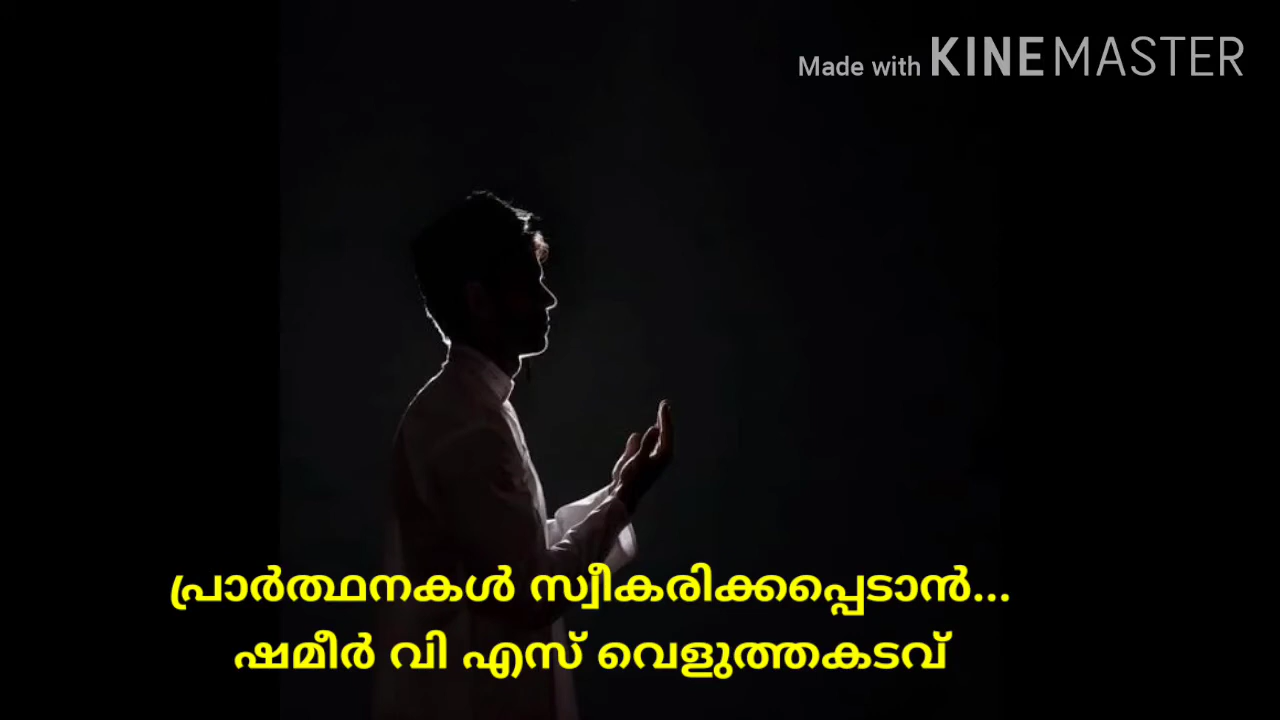 Made with KINEMASTER
പ്രാർത്ഥനകൾ സ്വീകരിക്കപ്പെടാൻ...
ഷമീർ വി എസ് വെളുത്തകടവ്